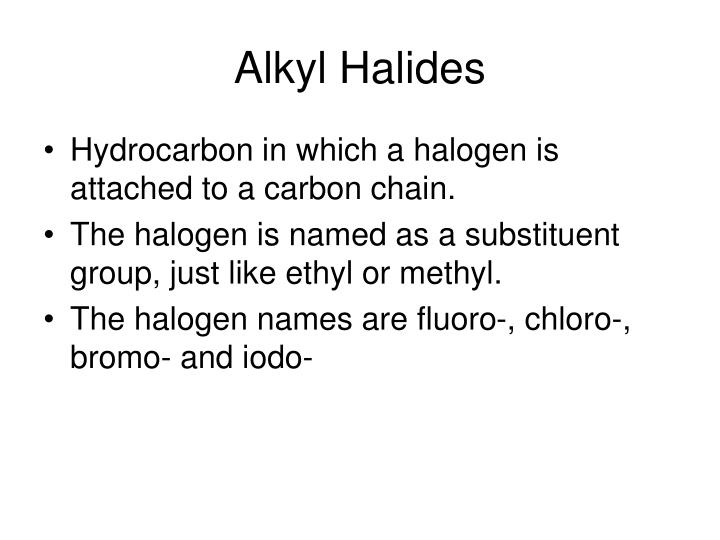 Alkyl Halides
• Hydrocarbon in which a halogen is
attached to a carbon chain.
• The halogen is named as a substituent
group, just like ethyl or methyl.
• The halogen names are fluoro-, chloro-,
bromo- and iodo-